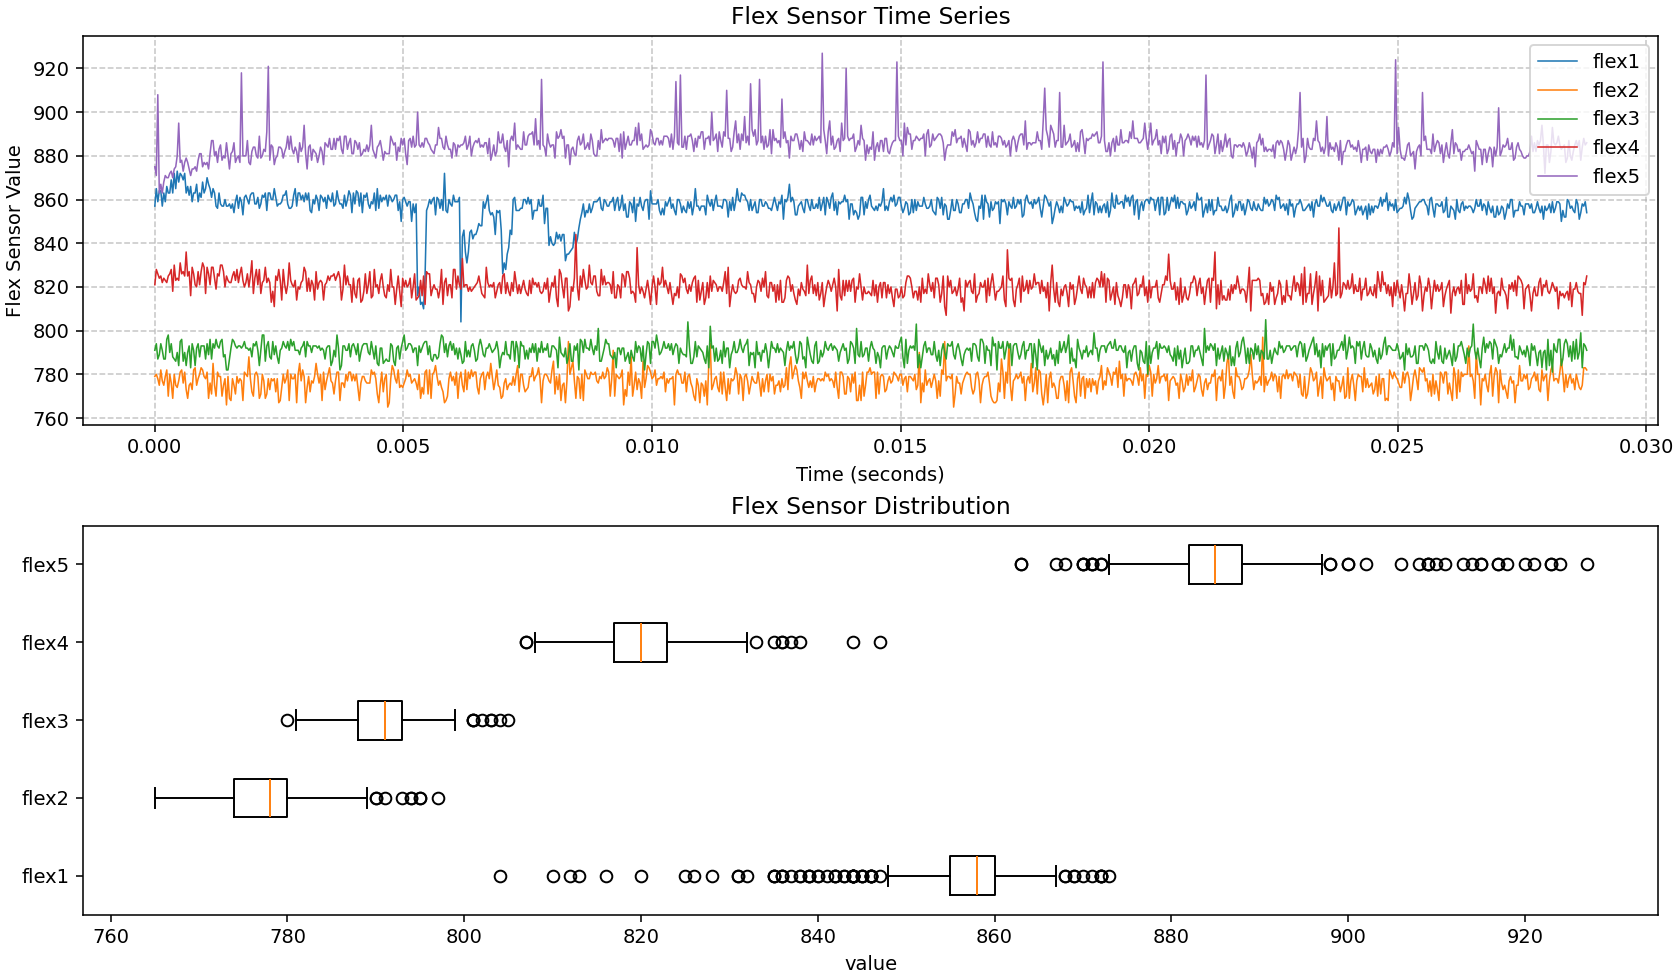 Flex Sensor Time Series
Flex Sensor Value
920
900
880
860
840
820
800
780
760
flex1
flex2
flex3
flex4
flex5
0.000 0.005 0.010 0.015 0.020 0.025 0.030
Time (seconds)
Flex Sensor Distribution
flex5
flex4
flex3
flex2
flex1
760 780 800 820 840 860 880 900 920
value